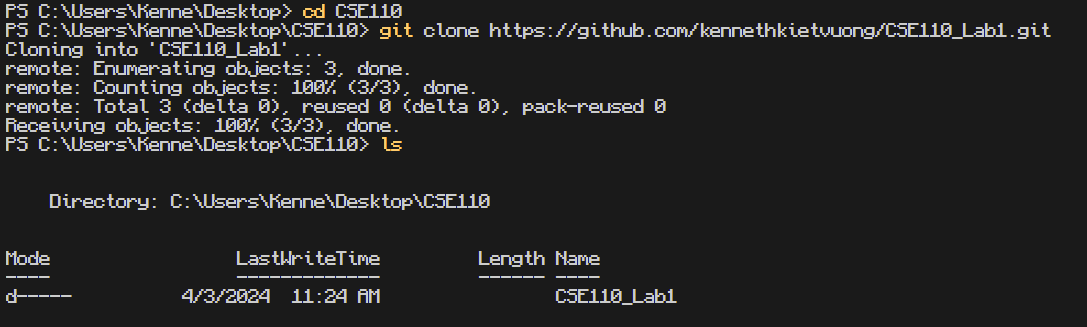 PS C:\Users\Kenne\Desktop> cd CSE110
PS C:\Users\Kenne\Desktop\CSE110> git clone https://github.com/kennethkietvuong/CSE110_Lab1.git
Cloning into 'CSE110_Lab1'...
remote: Enumerating objects: 3, done.
remote: Counting objects: 100% (3/3), done.
remote: Total 3 (delta 0), reused 0 (delta 0), pack-reused 0
Receiving objects: 100% (3/3), done.
PS C:\Users\Kenne\Desktop\CSE110> ls
    Directory: C:\Users\Kenne\Desktop\CSE110
Mode                 LastWriteTime         Length Name
----                 -------------         ------ ----
d-----          4/3/2024  11:24 AM                CSE110_Lab1